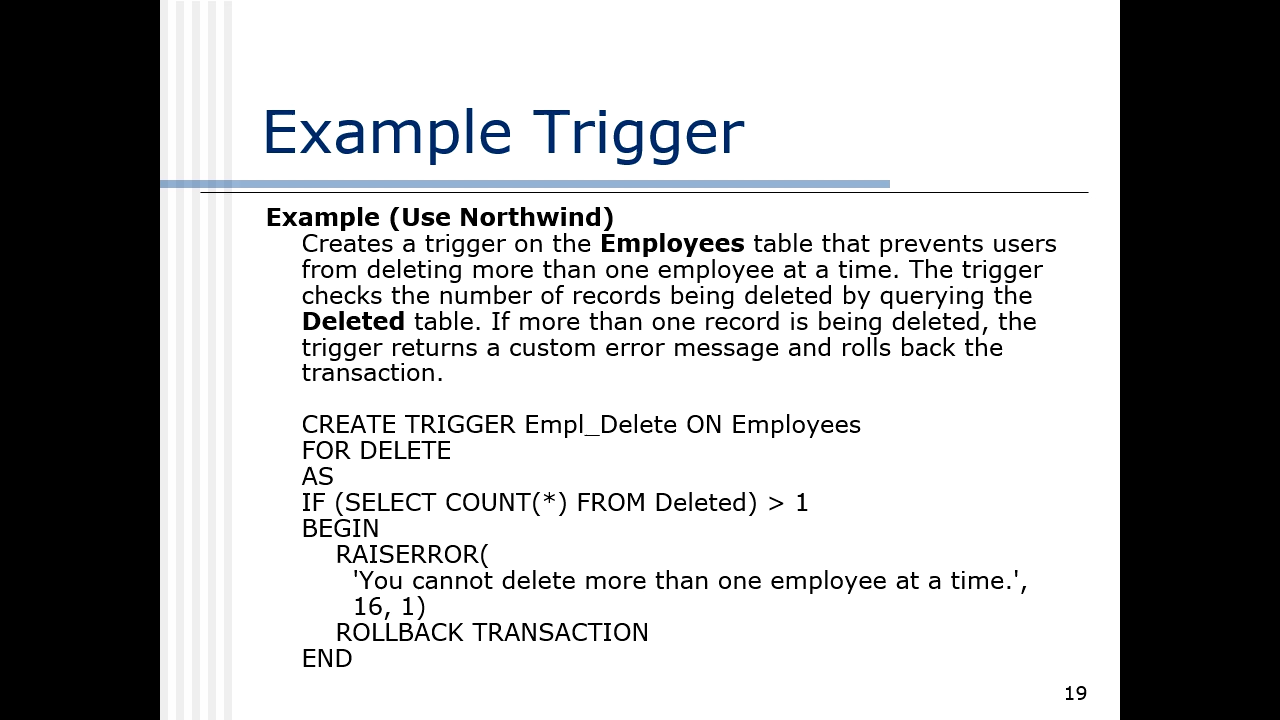 Example Trigger
Example (Use Northwind)
Creates a trigger on the Employees table that prevents users
from deleting more than one employee at a time. The trigger
checks the number of records being deleted by querying the
Deleted table. If more than one record is being deleted, the
trigger returns a custom error message and rolls back the
transaction.
CREATE TRIGGER Empl_Delete ON Employees
FOR DELETE
AS
IF (SELECT COUNT(*) FROM Deleted) > 1
BEGIN
RAISERROR(
'You cannot delete more than one employee at a time.',
16, 1)
ROLLBACK TRANSACTION
END
19